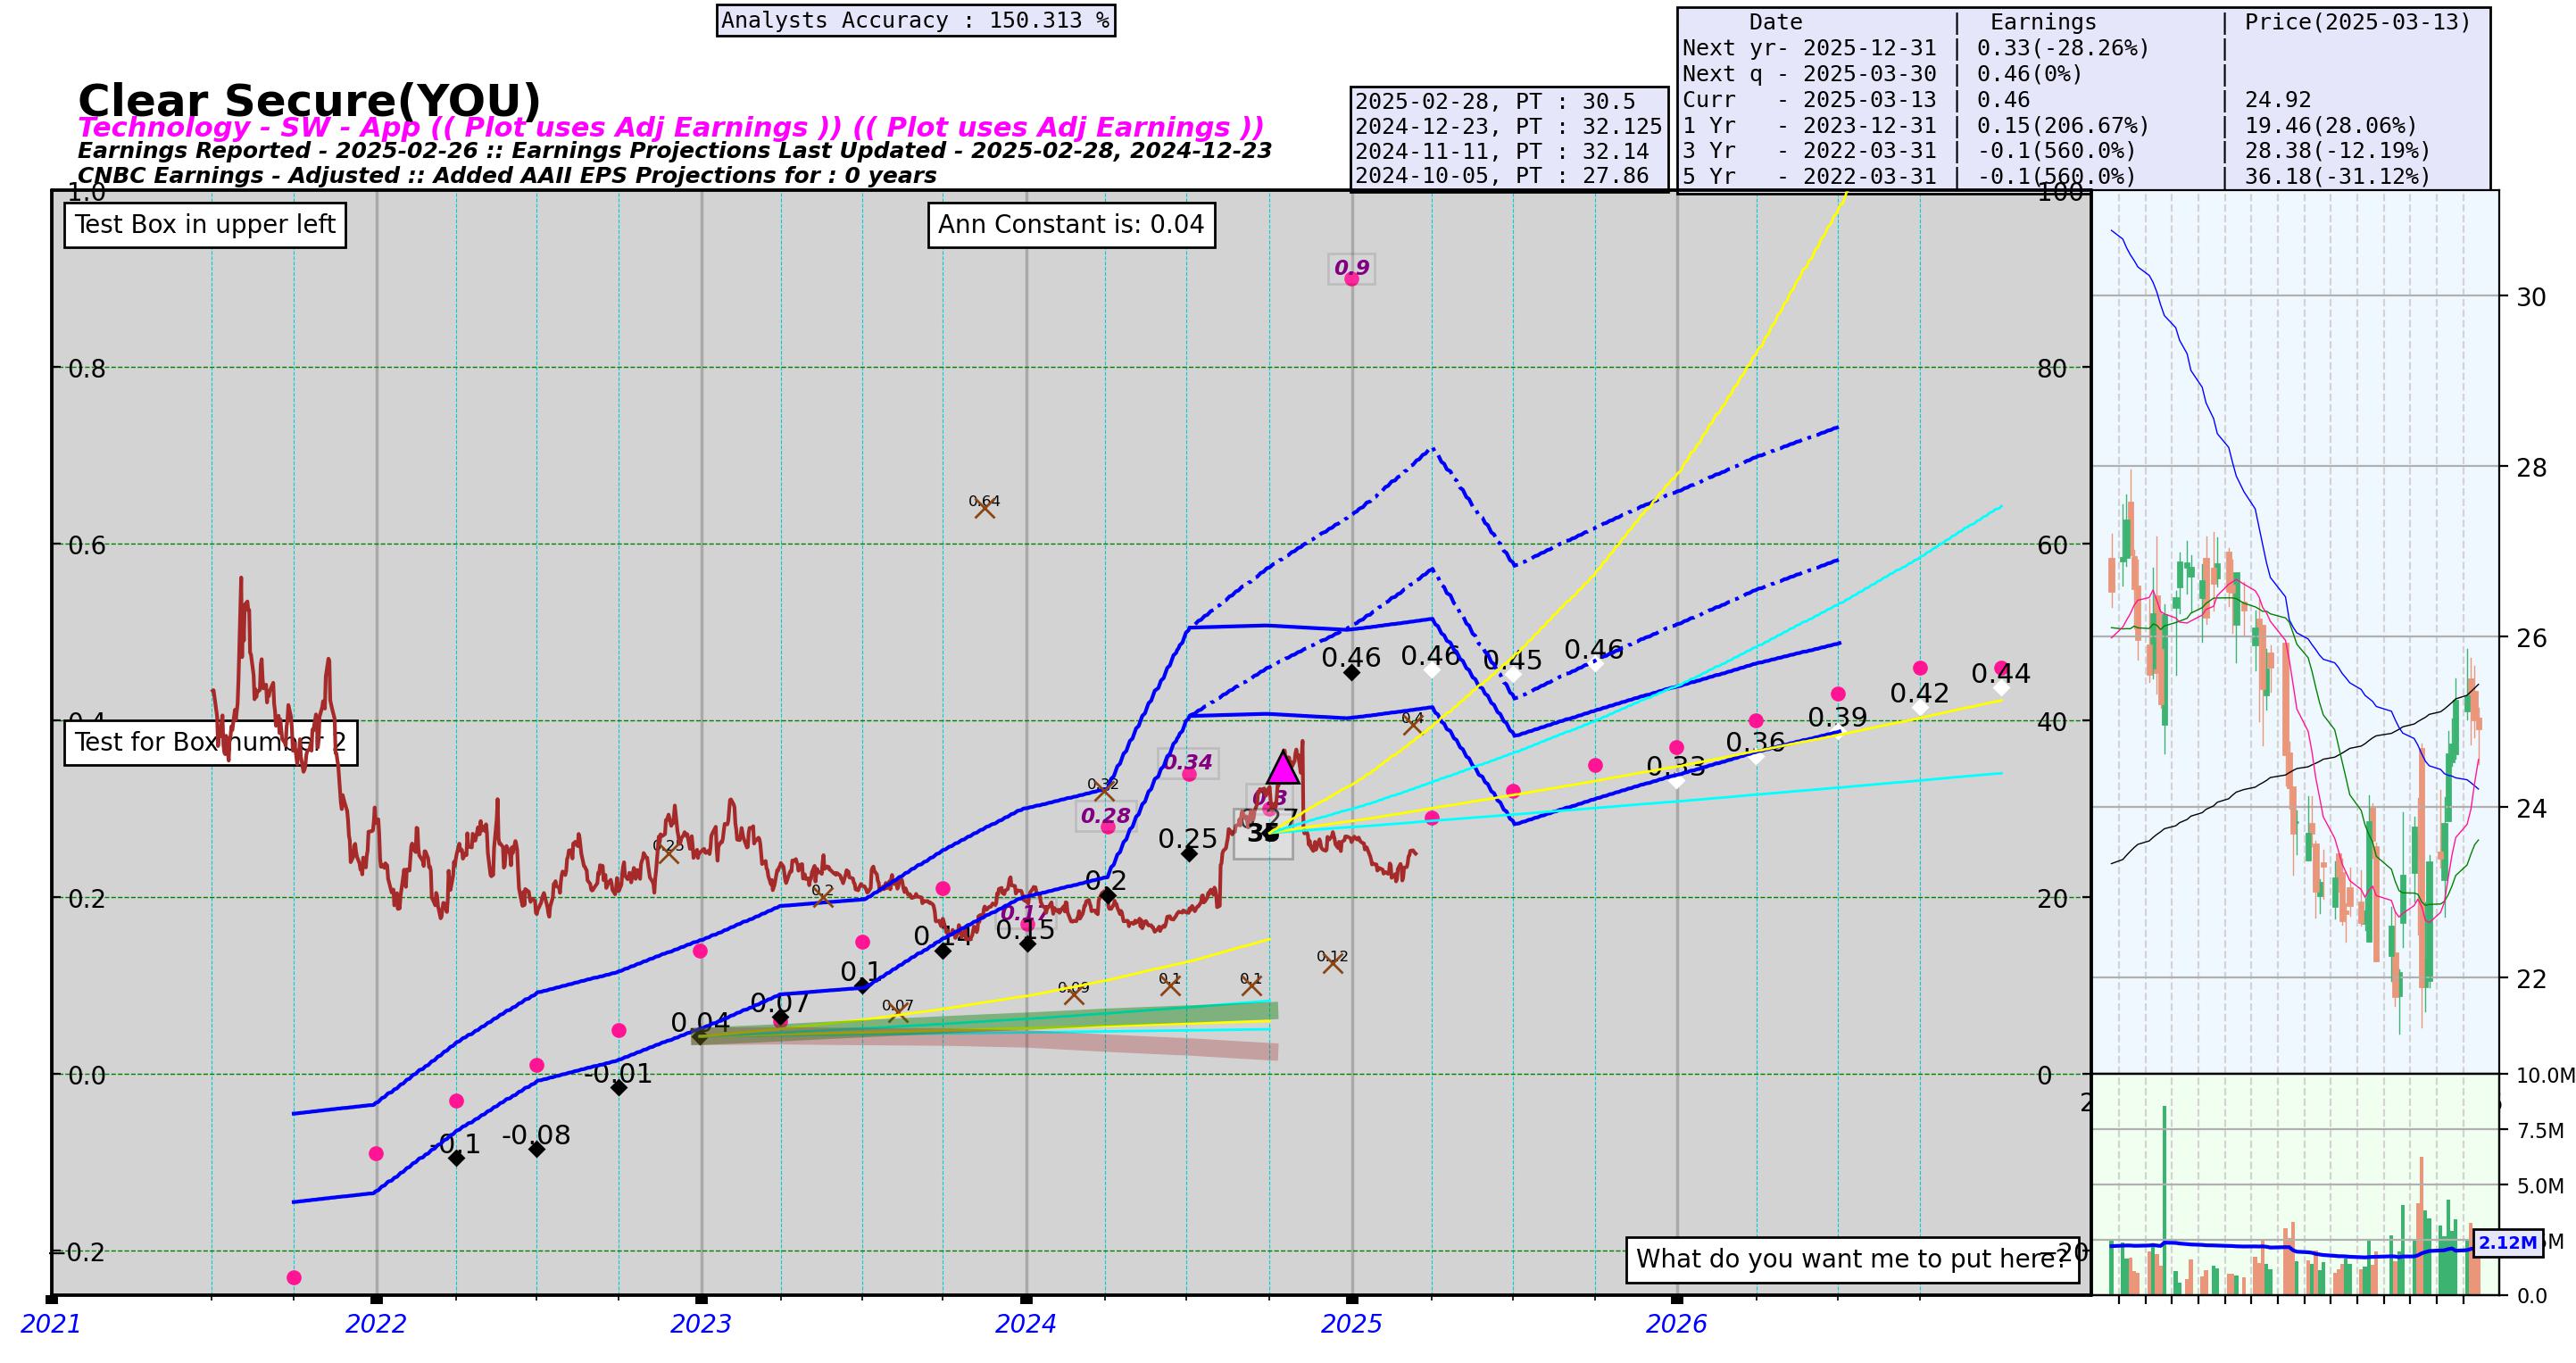 Analysts Accuracy : 150.313 %
Date | Earnings | Price(2025-03-13)
Next yr- 2025-12-31 | 0.33(-28.26%) |
Next q - 2025-03-30 | 0.46(0%) |
Curr - 2025-03-13 | 0.46 | 24.92
1 Yr - 2023-12-31 | 0.15(206.67%) | 19.46(28.06%)
3 Yr - 2022-03-31 | -0.1(560.0%) | 28.38(-12.19%)
5 Yr - 2022-03-31 | -0.1(560.0%) | 36.18(-31.12%)
2025-02-28, PT : 30.5
2024-12-23, PT : 32.125
2024-11-11, PT : 32.14
2024-10-05, PT : 27.86
Clear Secure(YOU)
Technology - SW - App (( Plot uses Adj Earnings )) (( Plot uses Adj Earnings ))
Earnings Reported - 2025-02-26 :: Earnings Projections Last Updated - 2025-02-28, 2024-12-23
CNBC Earnings - Adjusted :: Added AAII EPS Projections for : 0 years
1.0
0.8
0.6
0.4
0.2
0.0
−0.2
Test Box in upper left
Ann Constant is: 0.04
Test for Box number 2
What do you want me to put here?
0.9
0.64
0.46
0.46
0.45
0.46
0.4
0.34
0.32
0.28
0.3
0.27
35
0.25
0.23
0.2
0.2
0.17
0.15
0.14
0.1
0.07
0.04
-0.01
-0.08
-0.1
0.07
0.09
0.1
0.1
0.12
0.33
0.36
0.39
0.42
0.44
100
80
60
40
20
0
−20
30
28
26
24
22
10.0M
7.5M
5.0M
2.12M
0.0
2021
2022
2023
2024
2025
2026